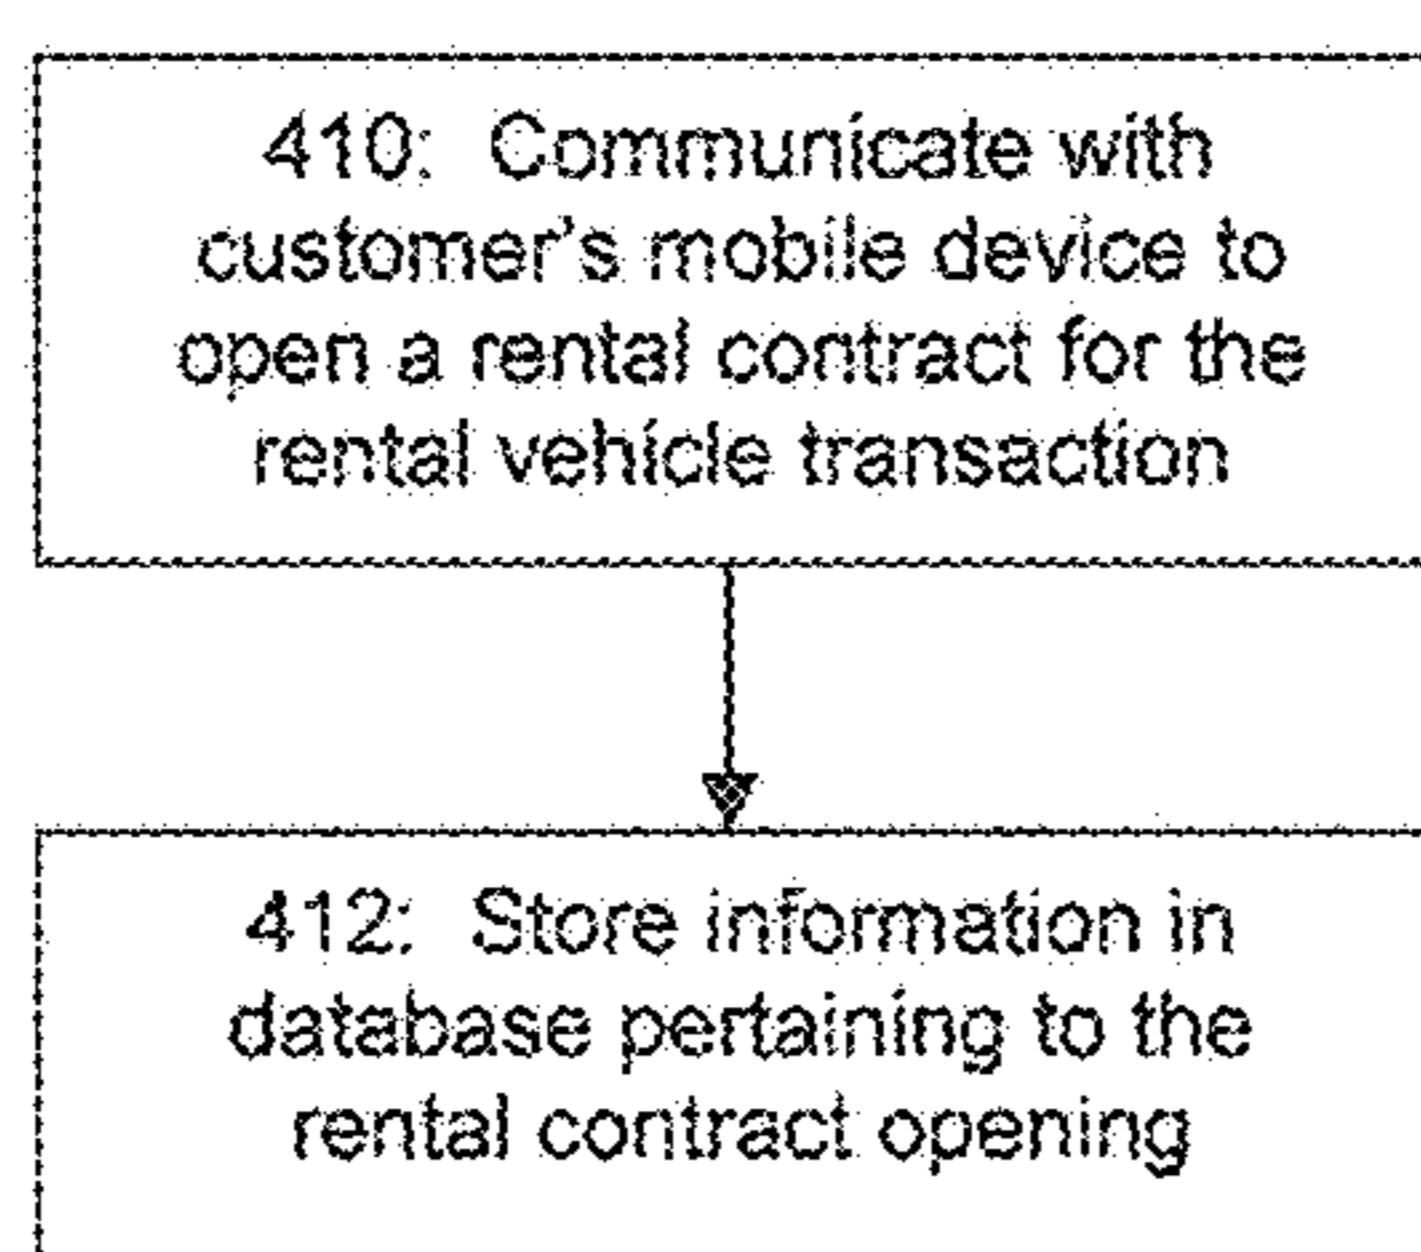 410: Communicate with
customer's mobile device to
open a rental contract for the
rental vehicle transaction
412: Store information in
database pertaining to the
rental contract opening